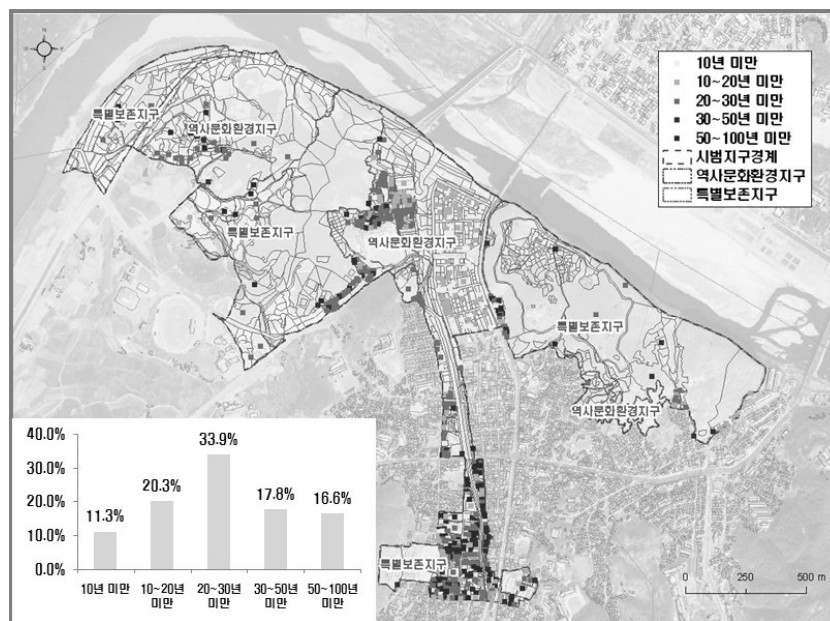 N
W
E
S
10년 미만
10~20년 미만
20~30년 미만
30~50년 미만
50~100년 미만
시범지구경계
역사문화환경지구
특별보존지구
특별보존지구
역사문화환경지구
특별보존지구
역사문화환경지구
특별보존지구
역사문화환경지구
특별보존지구
0 250 500 m
40.0%
30.0%
20.0%
10.0%
0.0%
11.3%
20.3%
33.9%
17.8%
16.6%
10년 미만
10~20년
미만
20~30년
미만
30~50년
미만
50~100년
미만